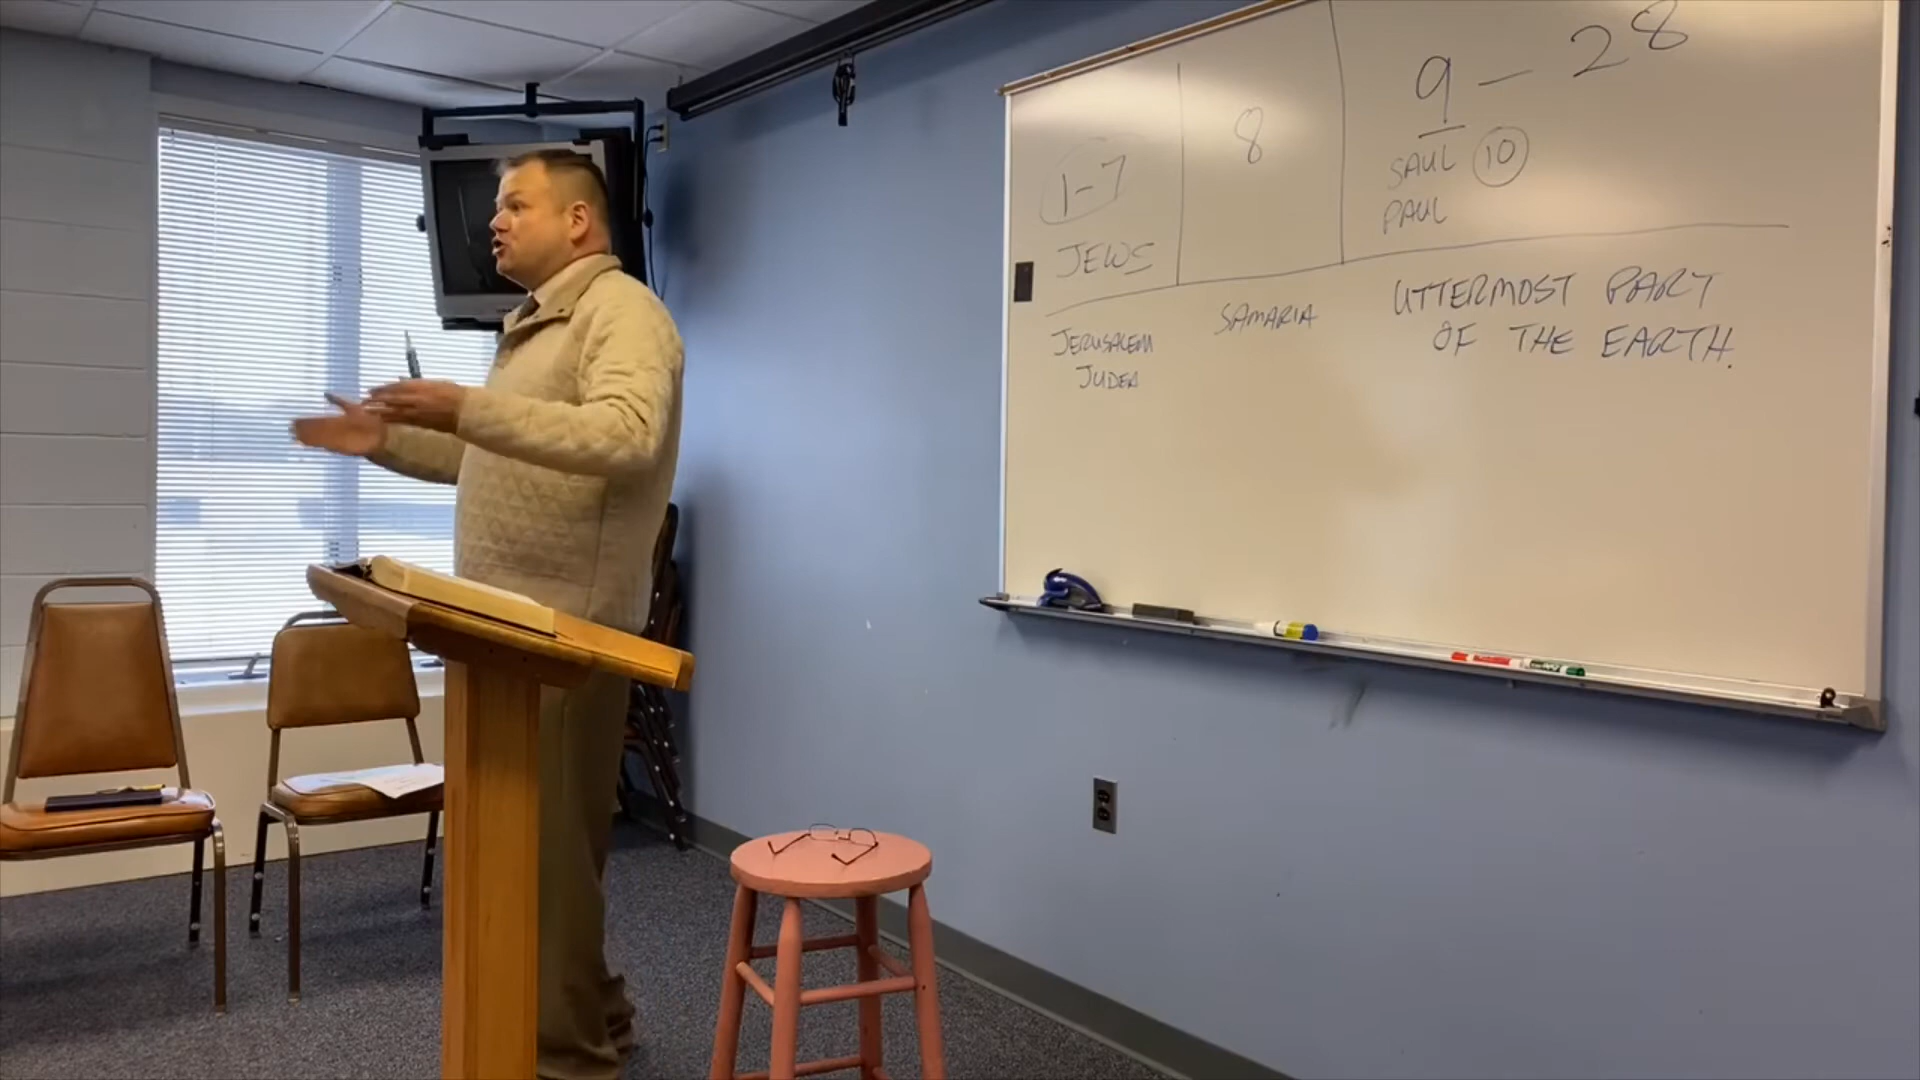 1-7
JEWS
8
9 - 28
SAUL 10
PAUL
JERUSALEM
JUDEA
SAMARIA
UTTERMOST PART
OF THE EARTH.